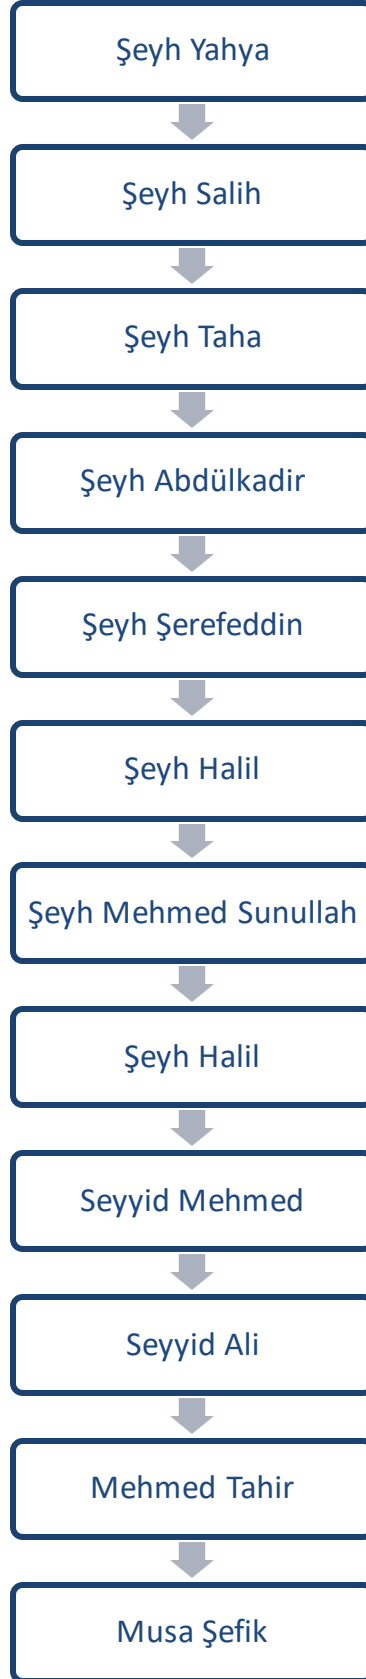 Şeyh Yahya
Şeyh Salih
Şeyh Taha
Şeyh Abdülkadir
Şeyh Şerefeddin
Şeyh Halil
Şeyh Mehmed Sunullah
Şeyh Halil
Seyyid Mehmed
Seyyid Ali
Mehmed Tahir
Musa Şefik